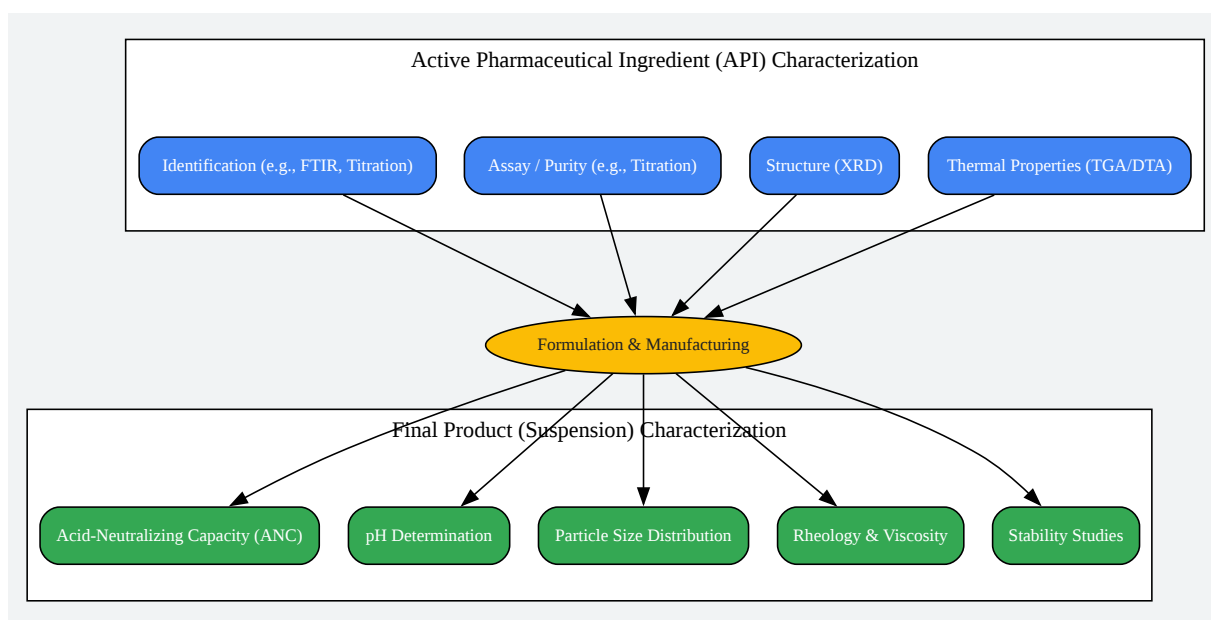 Active Pharmaceutical Ingredient (API) Characterization
Identification (e.g., FTIR, Titration)
Assay / Purity (e.g., Titration)
Structure (XRD)
Thermal Properties (TGA/DTA)
Formulation & Manufacturing
Final Product (Suspension) Characterization
Acid-Neutralizing Capacity (ANC)
pH Determination
Particle Size Distribution
Rheology & Viscosity
Stability Studies